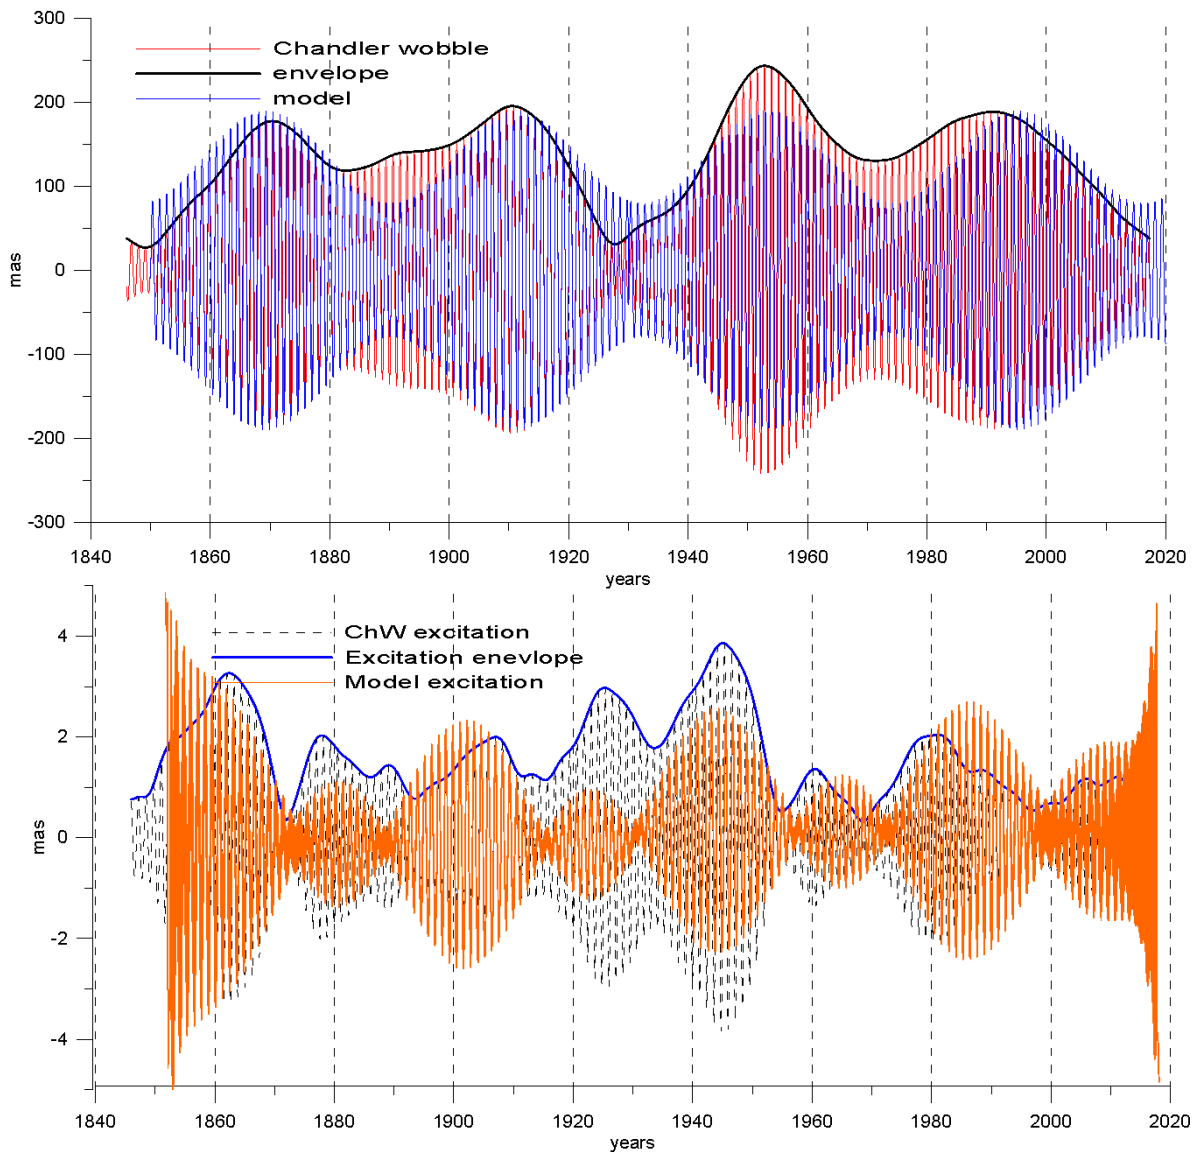 300
Chandler wobble
envelope
model
200
100
0
mas
-100
-200
-300
1840 1860 1880 1900 1920 1940 1960 1980 2000 2020
years
4
ChW excitation
Excitation enevlope
Model excitation
2
0
mas
-2
-4
1840 1860 1880 1900 1920 1940 1960 1980 2000 2020
years